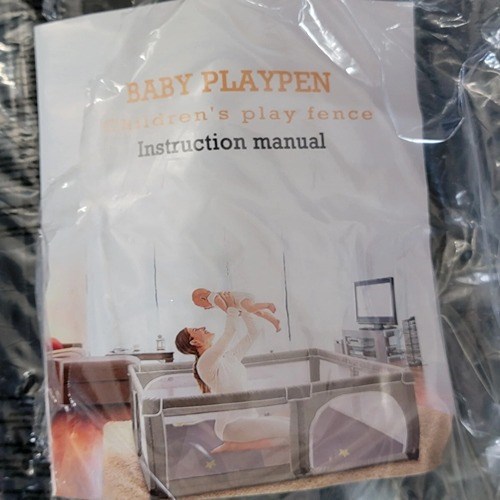 BABY PLAYPEN
Children's play fence
Instruction manual